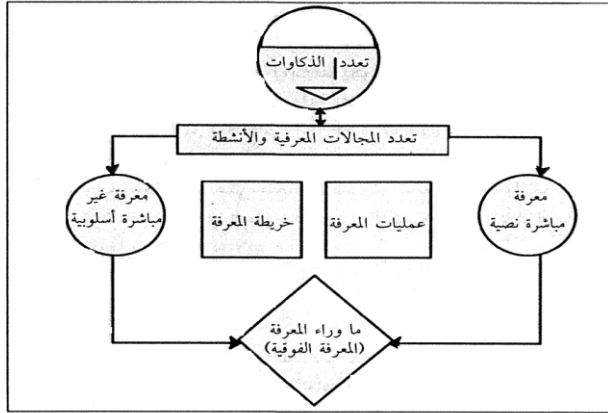 تعدد الذكاوات
تعدد المجالات المعرفية والأنشطة
معرفة
مباشرة نصية
عمليات المعرفة
خريطة المعرفة
معرفة غير
مباشرة أسلوبية
ما وراء المعرفة
(المعرفة الفوقية)